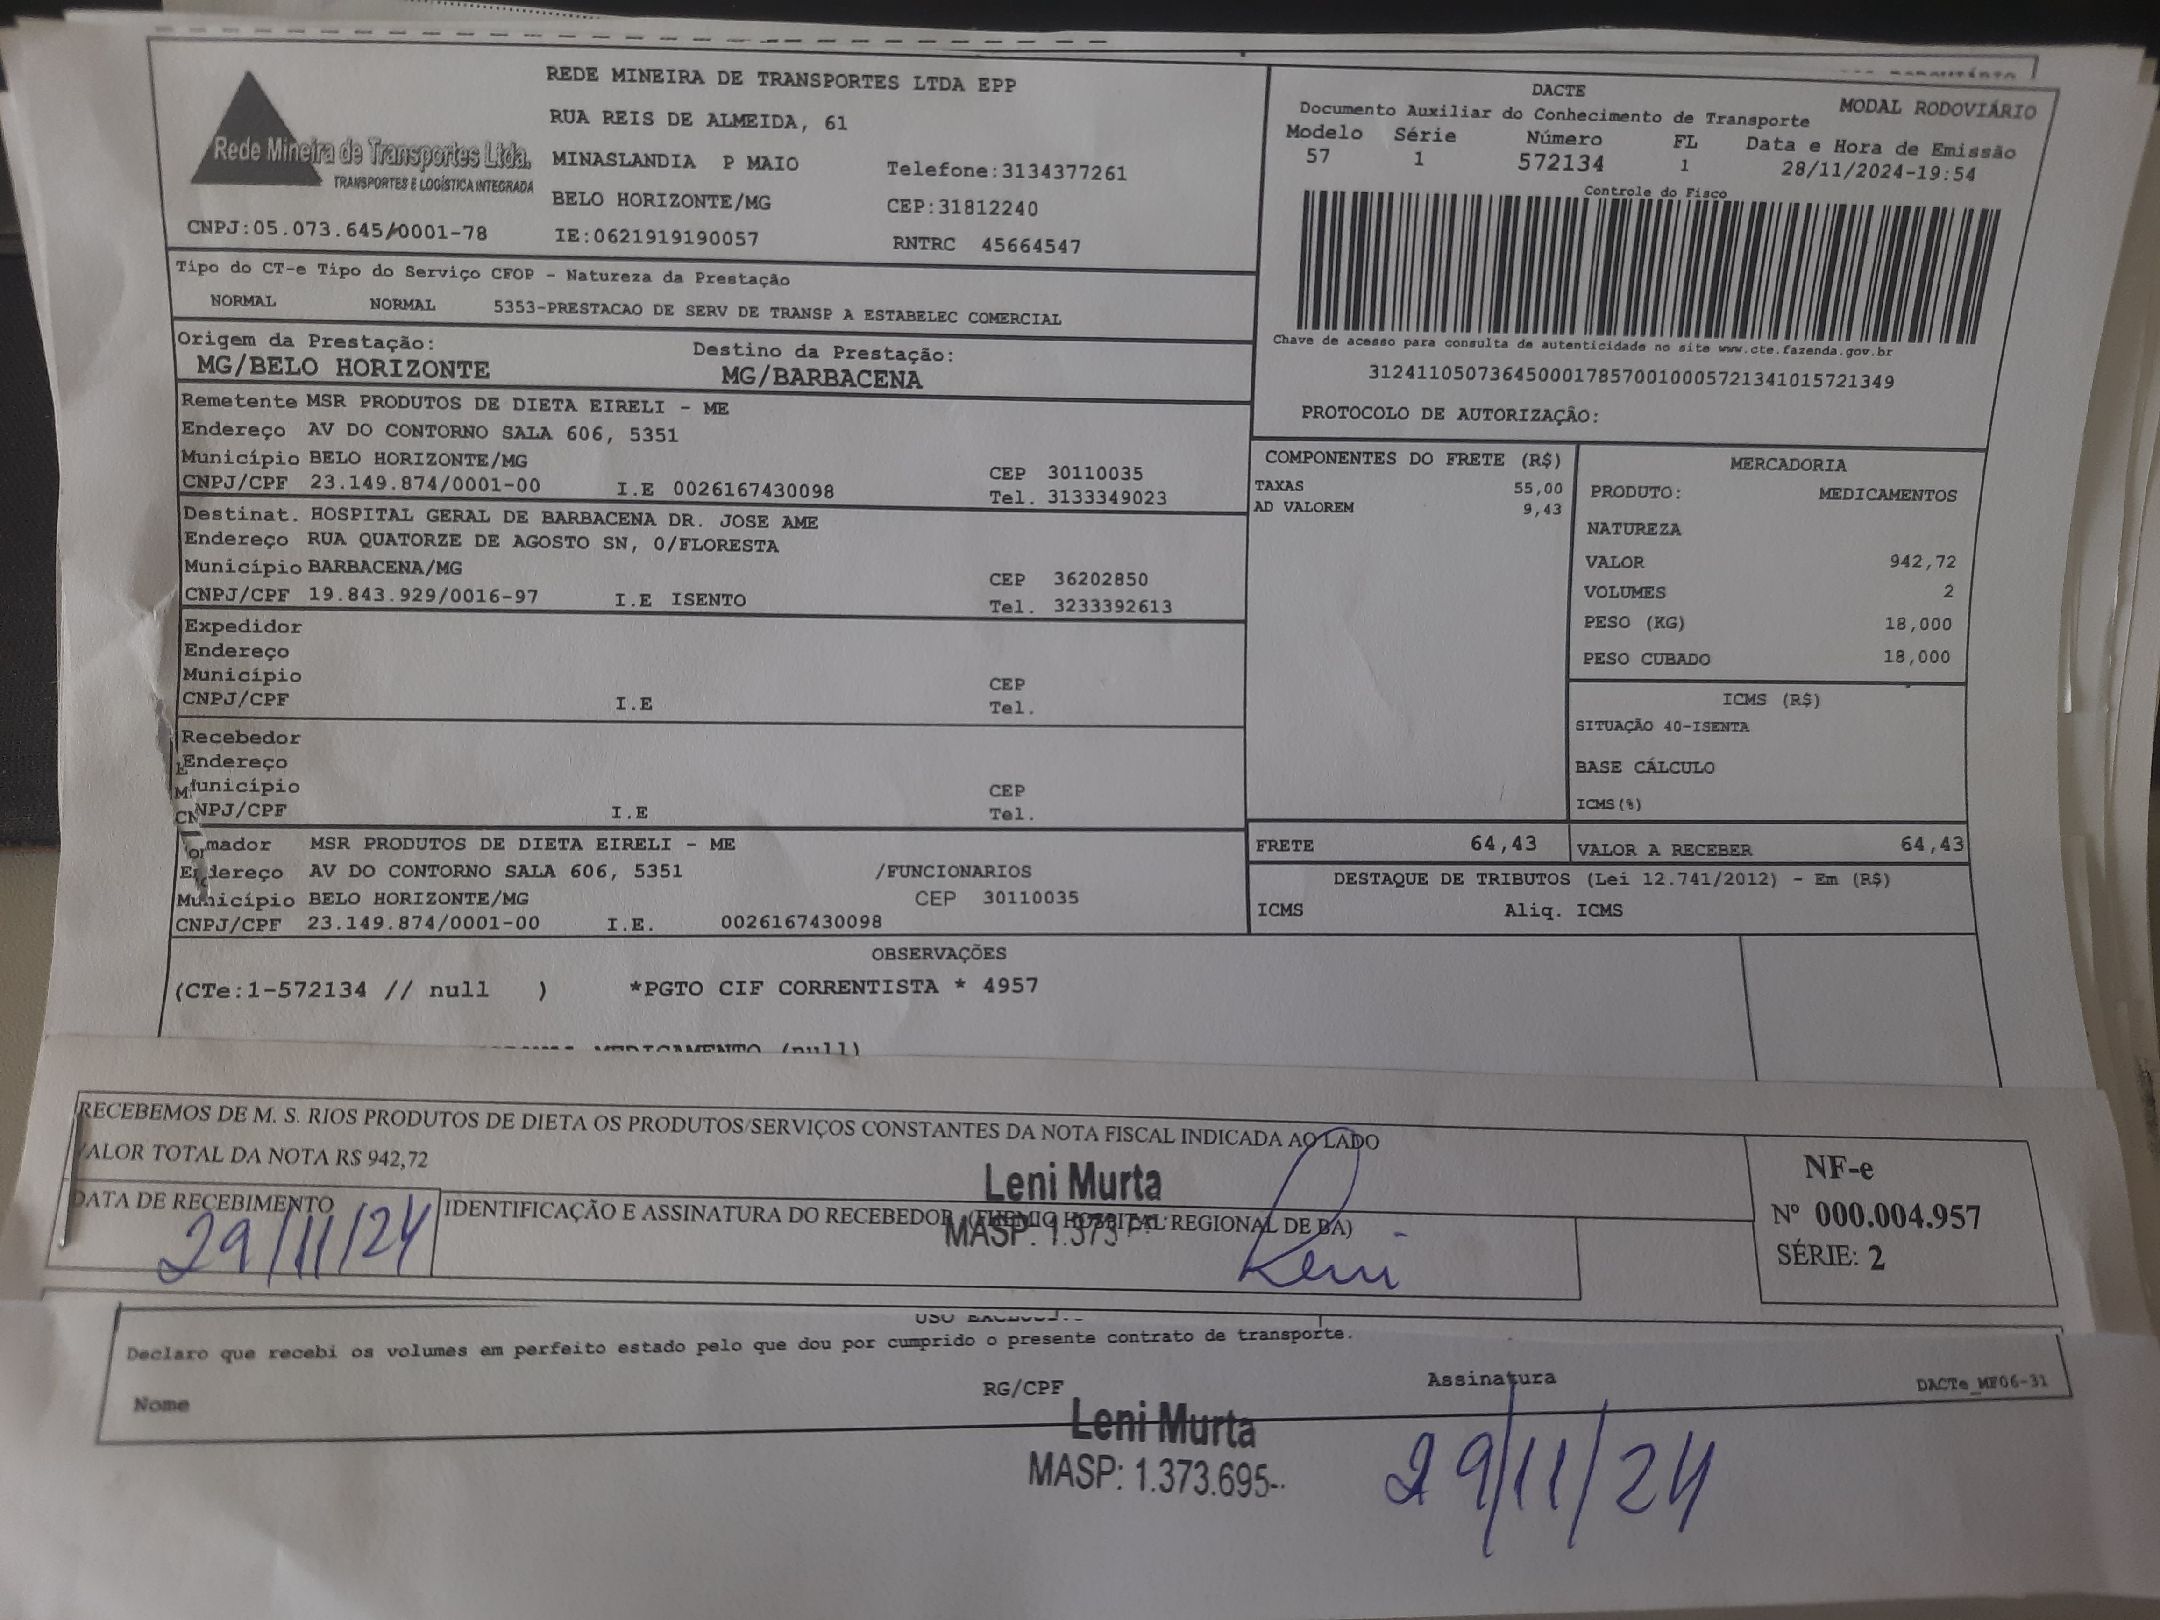 Rede Mineira de Transportes Ltda.
TRANSPORTES E LOGÍSTICA INTEGRADA
CNPJ:05.073.645/0001-78
REDE MINEIRA DE TRANSPORTES LTDA EPP
RUA REIS DE ALMEIDA, 61
MINASLANDIA P MAIO Telefone:3134377261
BELO HORIZONTE/MG CEP:31812240
IE:0621919190057 RNTRC 45664547
DACTE MODAL RODOVIÁRIO
Documento Auxiliar do Conhecimento de Transporte
Modelo Série Número FL Data e Hora de Emissão
57 1 572134 1 28/11/2024-19:54
Controle do Fisco
Chave de acesso para consulta de autenticidade no site www.cte.fazenda.gov.br
31241105073645000178570010005721341015721349
PROTOCOLO DE AUTORIZAÇÃO:
Tipo do CT-e Tipo do Serviço CFOP - Natureza da Prestação
NORMAL NORMAL 5353-PRESTACAO DE SERV DE TRANSP A ESTABELEC COMERCIAL
Origem da Prestação: Destino da Prestação:
MG/BELO HORIZONTE MG/BARBACENA
Remetente MSR PRODUTOS DE DIETA EIRELI - ME
Endereço AV DO CONTORNO SALA 606, 5351
Município BELO HORIZONTE/MG CEP 30110035
CNPJ/CPF 23.149.874/0001-00 I.E 0026167430098 Tel. 3133349023
Destinat. HOSPITAL GERAL DE BARBACENA DR. JOSE AME
Endereço RUA QUATORZE DE AGOSTO SN, 0/FLORESTA
Município BARBACENA/MG CEP 36202850
CNPJ/CPF 19.843.929/0016-97 I.E ISENTO Tel. 3233392613
Expedidor
Endereço
Município CEP
CNPJ/CPF I.E Tel.
Recebedor
Endereço
Município CEP
CNPJ/CPF I.E Tel.
omador MSR PRODUTOS DE DIETA EIRELI - ME
Endereço AV DO CONTORNO SALA 606, 5351 /FUNCIONARIOS
Município BELO HORIZONTE/MG CEP 30110035
CNPJ/CPF 23.149.874/0001-00 I.E. 0026167430098
COMPONENTES DO FRETE (R$)
TAXAS 55,00
AD VALOREM 9,43
MERCADORIA
PRODUTO: MEDICAMENTOS
NATUREZA
VALOR 942,72
VOLUMES 2
PESO (KG) 18,000
PESO CUBADO 18,000
ICMS (R$)
SITUAÇÃO 40-ISENTA
BASE CÁLCULO
ICMS(%)
FRETE 64,43 VALOR A RECEBER 64,43
DESTAQUE DE TRIBUTOS (Lei 12.741/2012) - Em (R$)
ICMS Aliq. ICMS
OBSERVAÇÕES
(CTe:1-572134 // null ) *PGTO CIF CORRENTISTA * 4957
MEDICAMENTO (null)
RECEBEMOS DE M. S. RIOS PRODUTOS DE DIETA OS PRODUTOS/SERVIÇOS CONSTANTES DA NOTA FISCAL INDICADA AO LADO
VALOR TOTAL DA NOTA R$ 942,72
Leni Murta
MASP: 1.373
DATA DE RECEBIMENTO
29/11/24
IDENTIFICAÇÃO E ASSINATURA DO RECEBEDOR HOSPITAL REGIONAL DE BA)
Leni
NF-e
Nº 000.004.957
SÉRIE: 2
USO
Declaro que recebi os volumes em perfeito estado pelo que dou por cumprido o presente contrato de transporte.
Nome RG/CPF Assinatura DACTe_MF06-31
Leni Murta
MASP: 1.373.695-
29/11/24